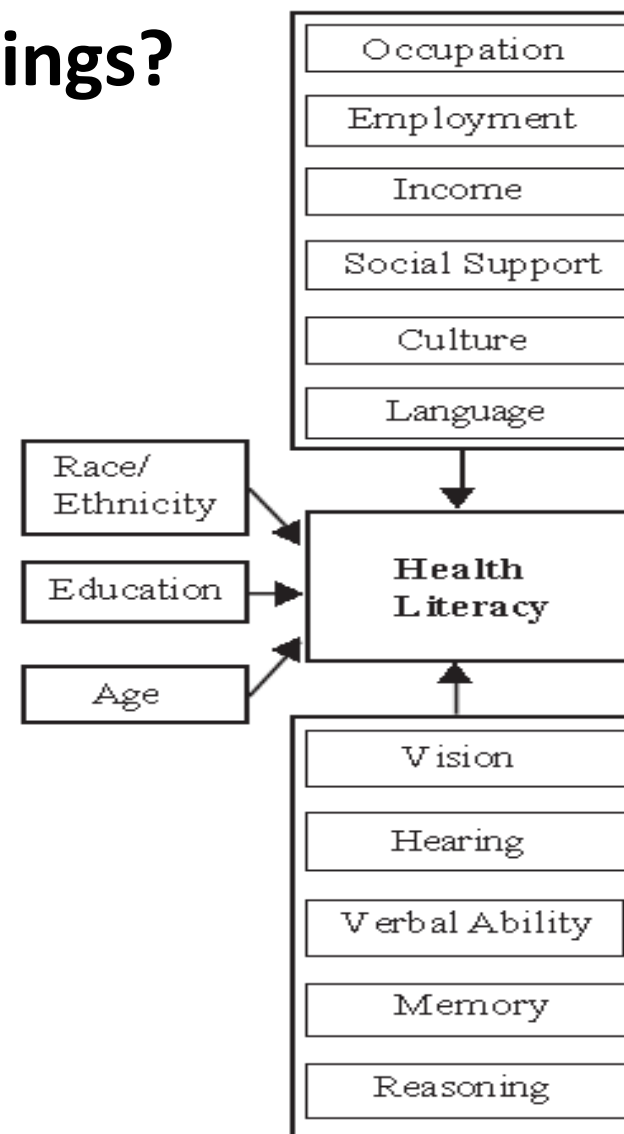 ings?
Occupation
Employment
Income
Social Support
Culture
Language
Race/
Ethnicity
Education
Age
Health
Literacy
Vision
Hearing
Verbal Ability
Memory
Reasoning